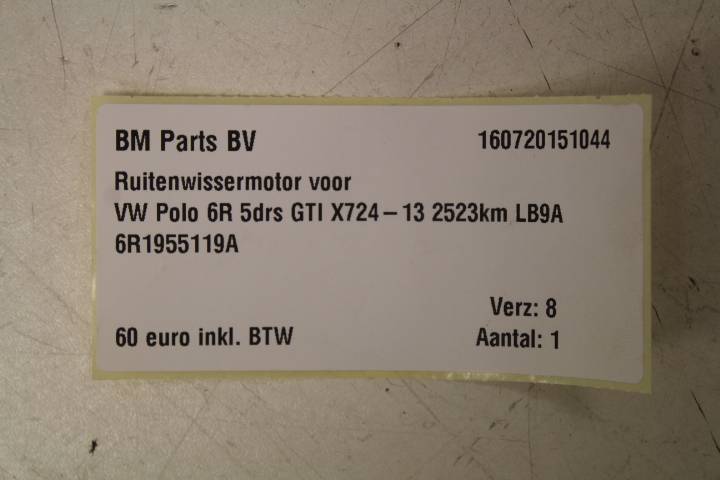 BM Parts BV 160720151044
Ruitenwissermotor voor
VW Polo 6R 5drs GTI X724-13 2523km LB9A
6R1955119A
Verz: 8
60 euro inkl. BTW Aantal: 1